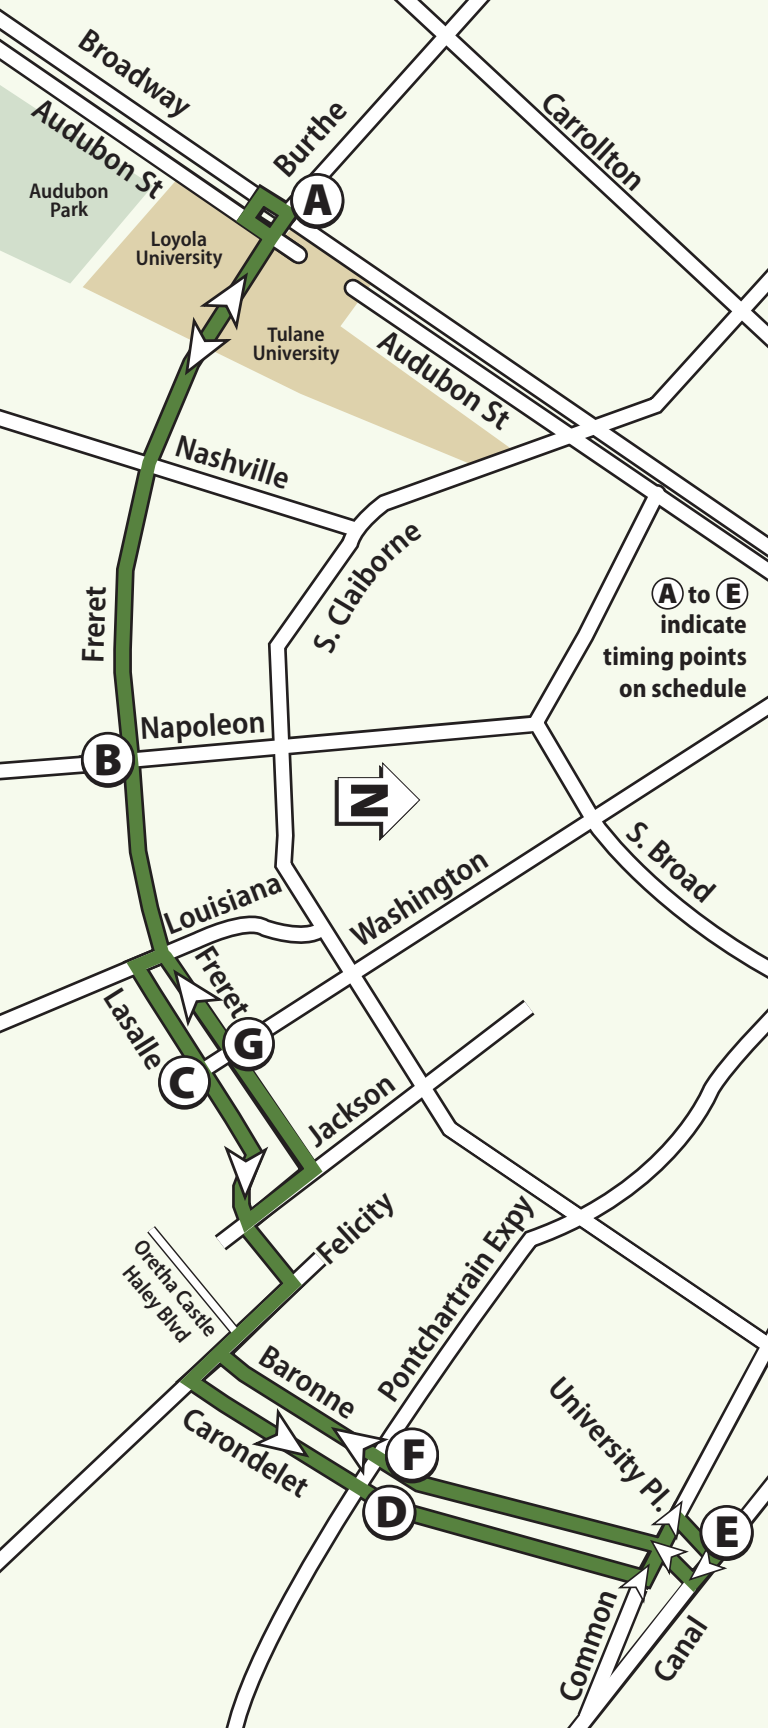 Broadway
Carrollton
Burthe
Audubon St
A
Audubon
Park
Loyola
University
Tulane
University
Audubon St
Nashville
S. Claiborne
Freret
A to E
indicate
timing points
on schedule
Napoleon
B
N
S. Broad
Washington
Louisiana
Freret
Lasalle
G
C
Jackson
Felicity
Pontchartrain Expy
Oretha Castle
Haley Blvd
Baronne
University Pl.
Carondelet
F
D
E
Common
Canal